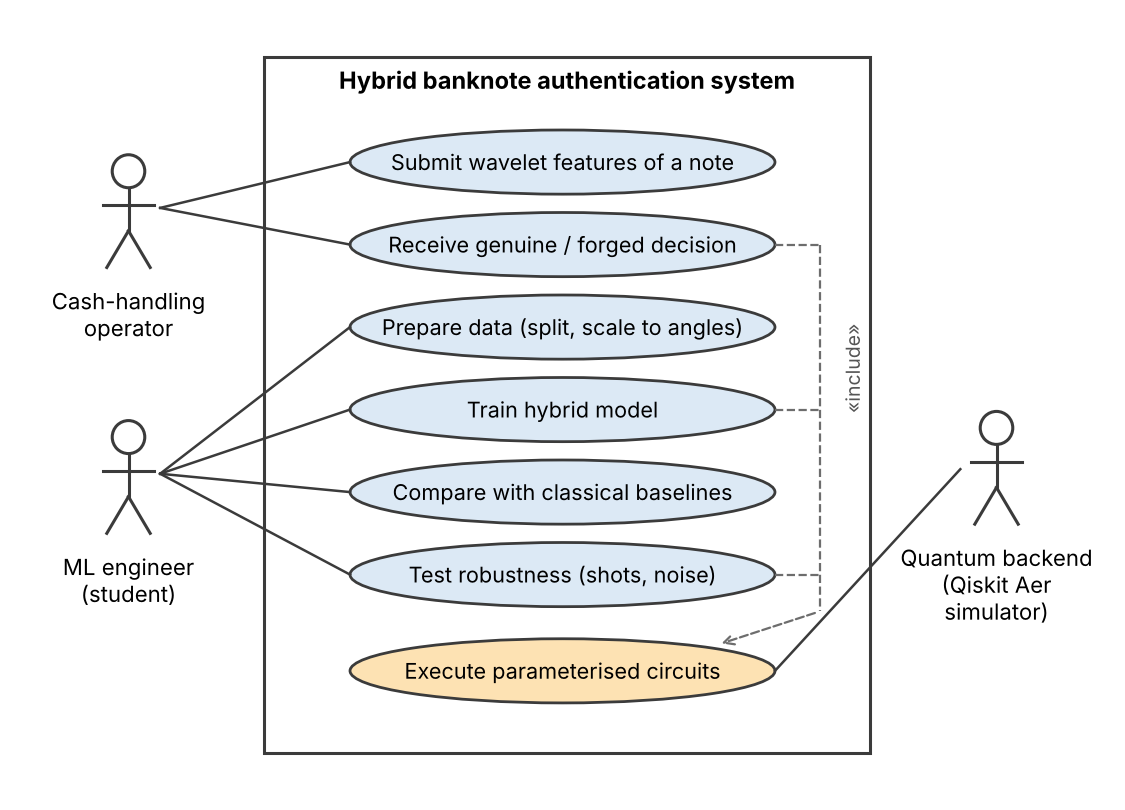 Hybrid banknote authentication system
Submit wavelet features of a note
Receive genuine / forged decision
Cash-handling
operator
Prepare data (split, scale to angles)
«include»
Train hybrid model
Compare with classical baselines
ML engineer
(student)
Test robustness (shots, noise)
Quantum backend
(Qiskit Aer
simulator)
Execute parameterised circuits